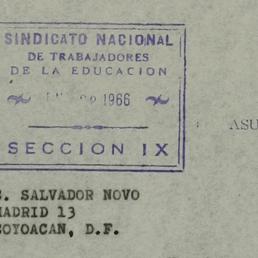 SINDICATO NACIONAL
DE TRABAJADORES
DE LA EDUCACION
1966
SECCION IX
ASU
C. SALVADOR NOVO
MADRID 13
COYOACAN, D.F.